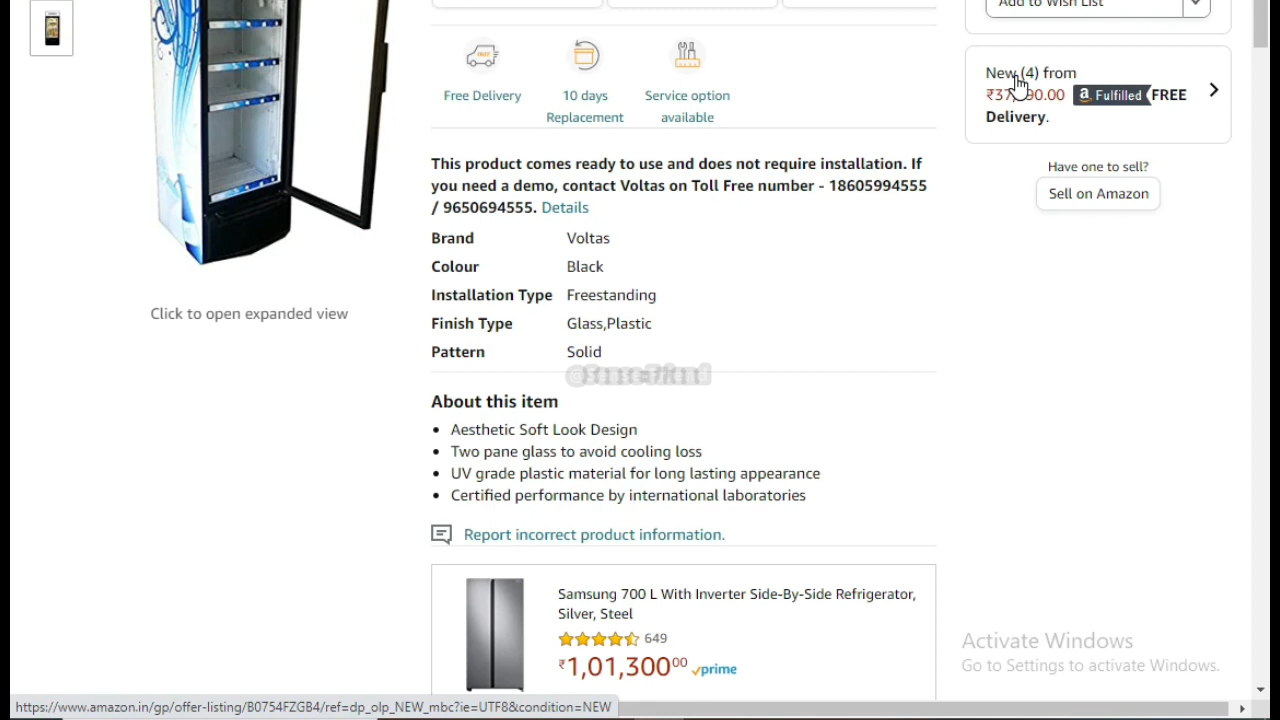 Add to Wish List
New (4) from
Fulfilled FREE
Delivery.
Have one to sell?
Sell on Amazon
FREE
Free Delivery
10 days
Replacement
Service option
available
This product comes ready to use and does not require installation. If
you need a demo, contact Voltas on Toll Free number - 18605994555
/ 9650694555. Details
Brand Voltas
Colour Black
Installation Type Freestanding
Finish Type Glass,Plastic
Pattern Solid
@Sense:Friend
Click to open expanded view
About this item
• Aesthetic Soft Look Design
• Two pane glass to avoid cooling loss
• UV grade plastic material for long lasting appearance
• Certified performance by international laboratories
Report incorrect product information.
Samsung 700 L With Inverter Side-By-Side Refrigerator,
Silver, Steel
649
₹1,01,300⁰⁰ prime
Activate Windows
Go to Settings to activate Windows.
https://www.amazon.in/gp/offer-listing/B0754FZGB4/ref=dp_olp_NEW_mbc?ie=UTF8&condition=NEW